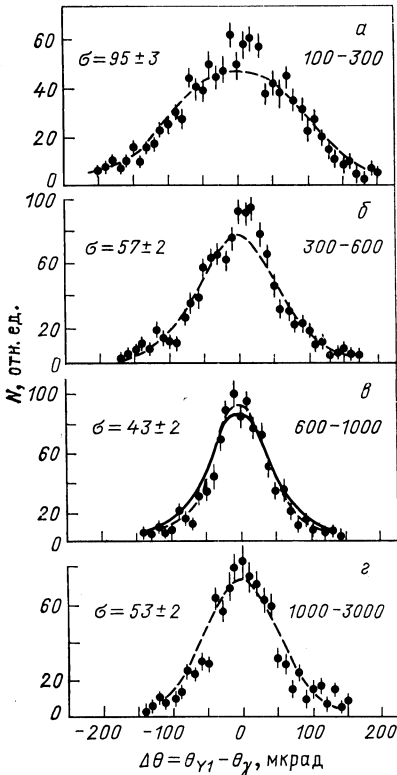 60
40
20
0
σ = 95 ± 3
а
100 – 300
100
60
20
0
σ = 57 ± 2
б
300 – 600
N, отн. ед.
100
60
20
0
σ = 43 ± 2
в
600 – 1000
60
20
0
σ = 53 ± 2
г
1000 – 3000
-200 -100 0 100 200
Δθ = θY1 – θχ, мкрад